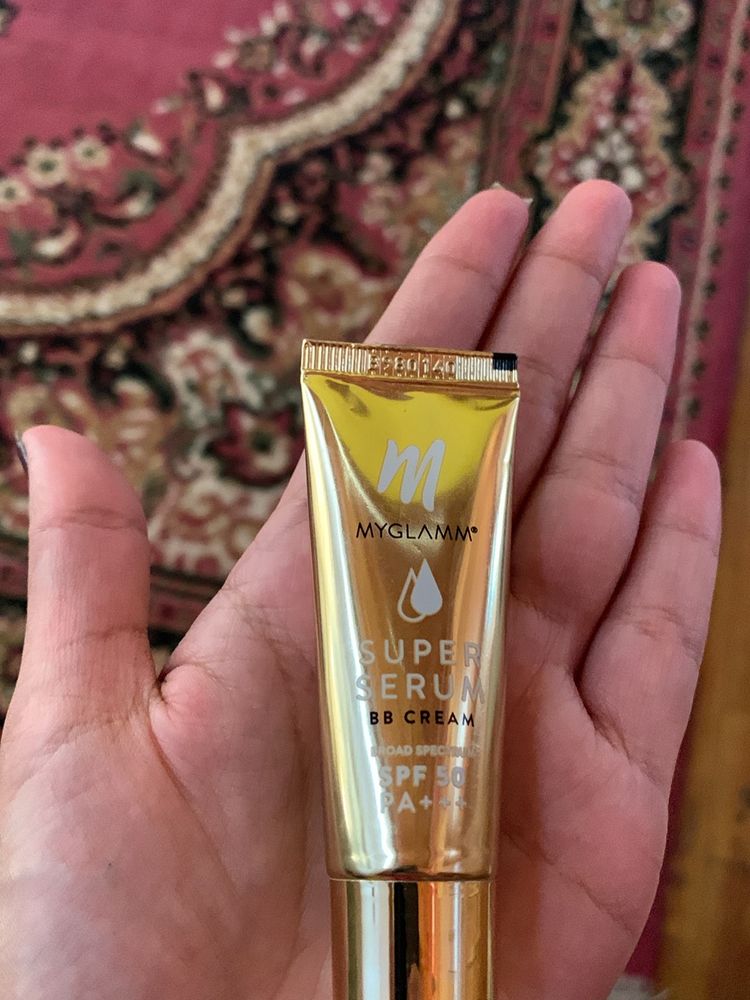 m
MYGLAMM®
SUPER
SERUM
BB CREAM
BROAD SPECTRUM
SPF 50
PA+++